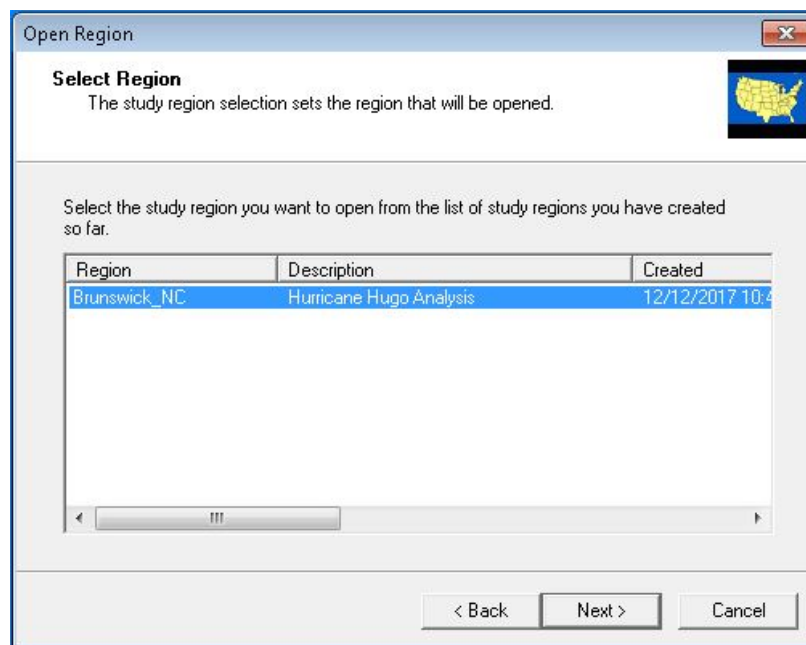 Open Region
Select Region
The study region selection sets the region that will be opened.
Select the study region you want to open from the list of study regions you have created
so far.
Region Description Created
Brunswick_NC Hurricane Hugo Analysis 12/12/2017 10:4
< Back Next > Cancel